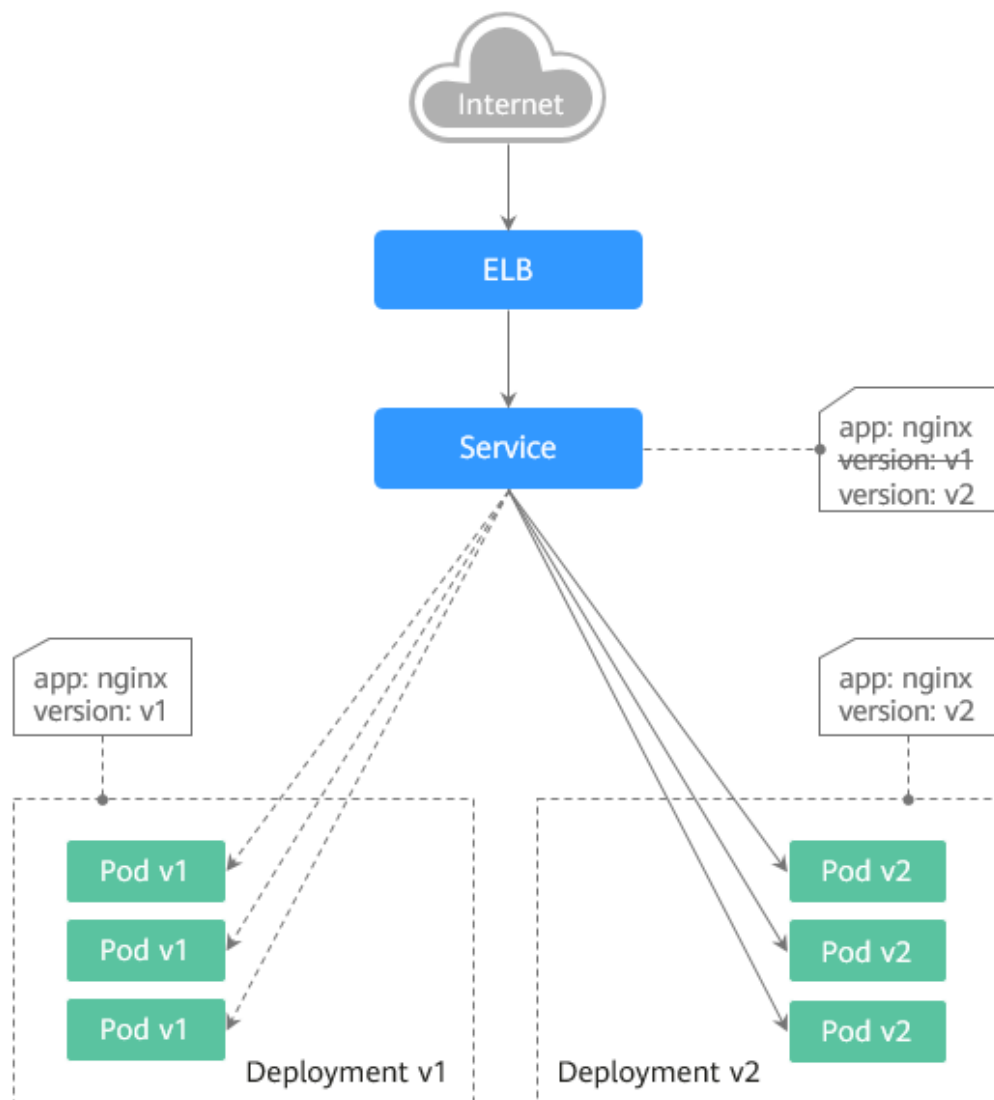 Internet
ELB
Service
app: nginx
version: v1
version: v2
app: nginx
version: v1
app: nginx
version: v2
Pod v1
Pod v1
Pod v1
Deployment v1
Pod v2
Pod v2
Pod v2
Deployment v2